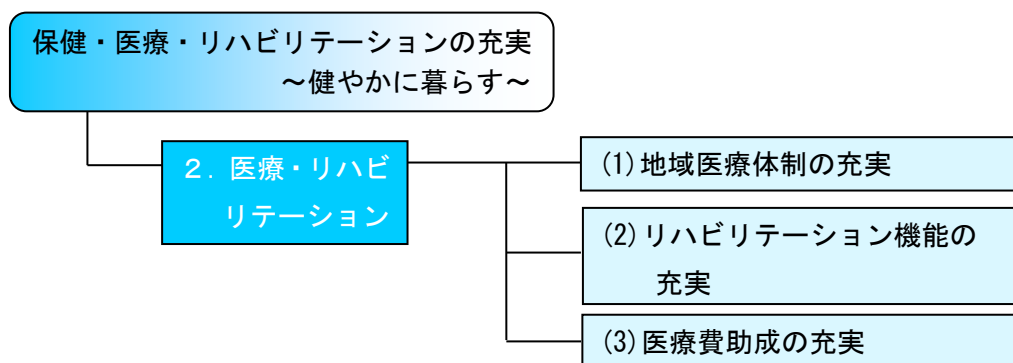 保健・医療・リハビリテーションの充実
～健やかに暮らす～
２．医療・リハビ
リテーション
(1)地域医療体制の充実
(2)リハビリテーション機能の
充実
(3)医療費助成の充実